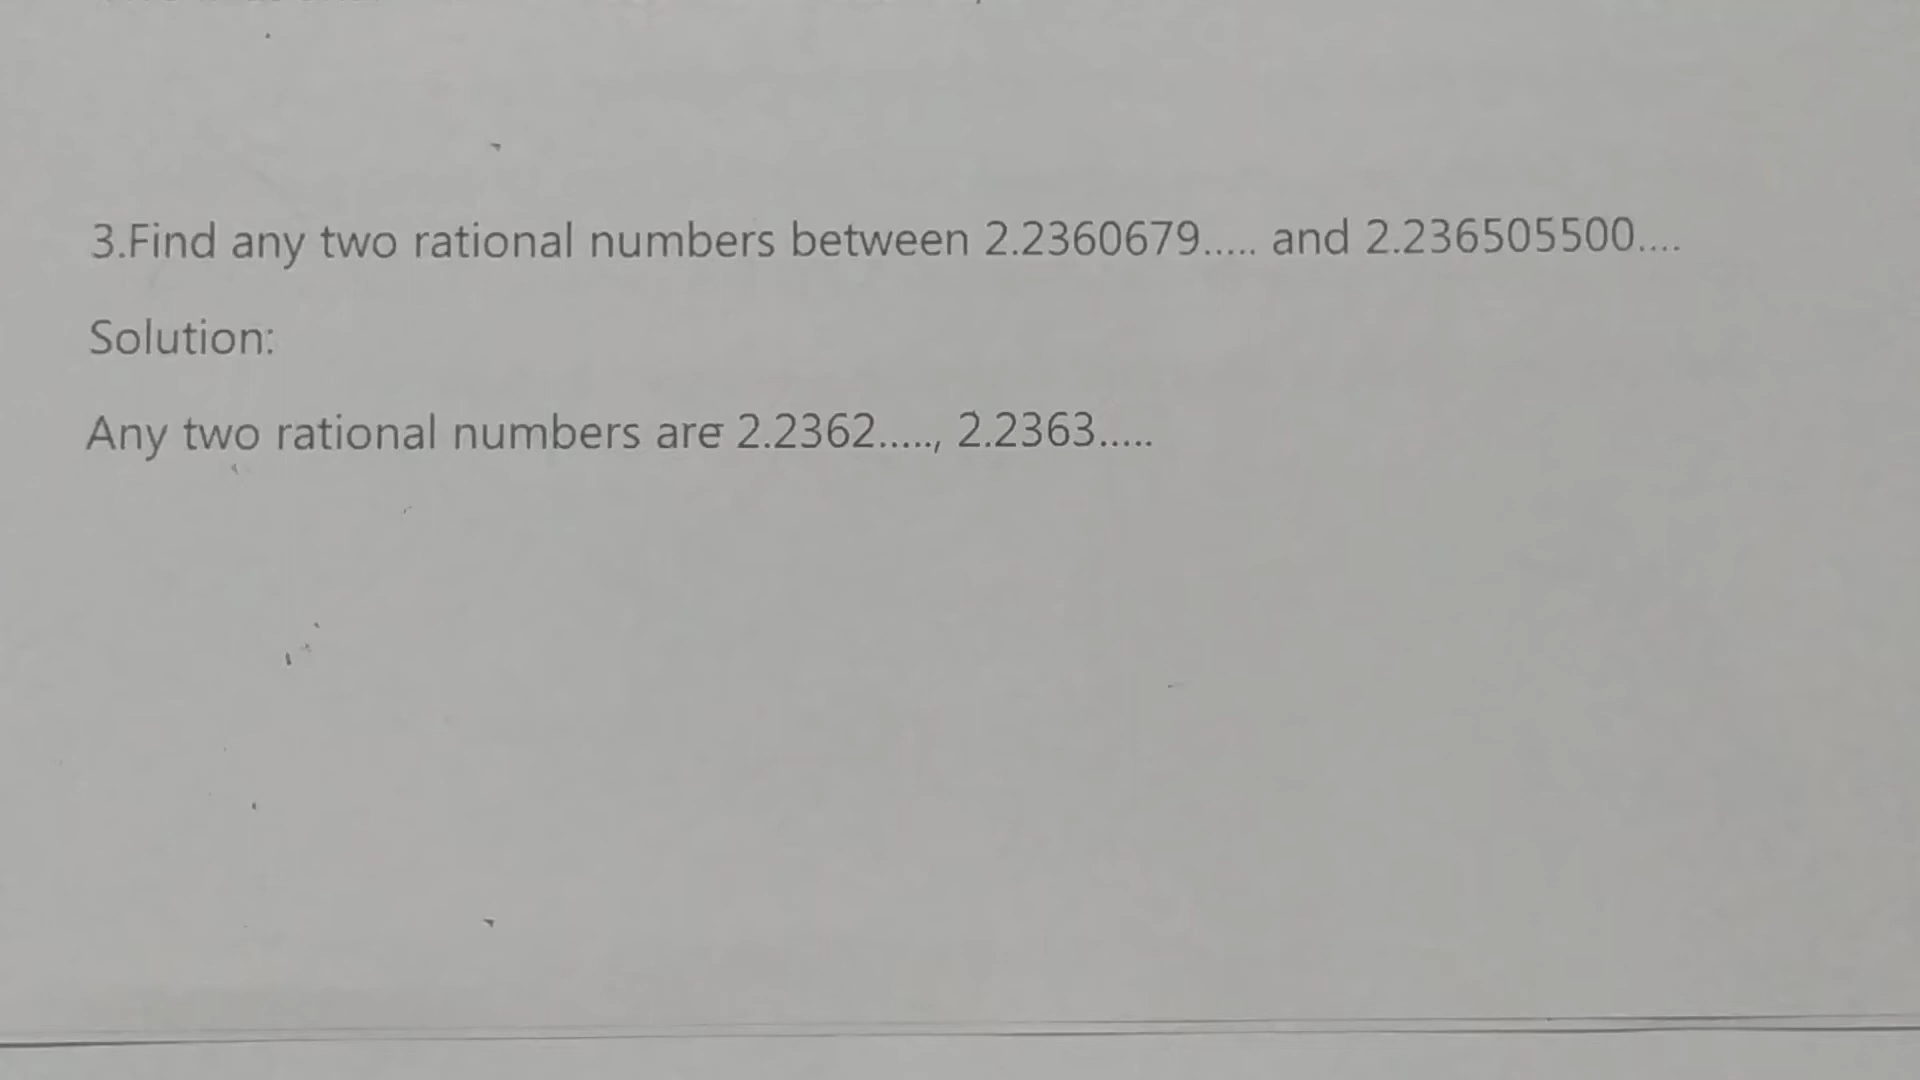 3.Find any two rational numbers between 2.2360679..... and 2.236505500....
Solution:
Any two rational numbers are 2.2362....., 2.2363.....